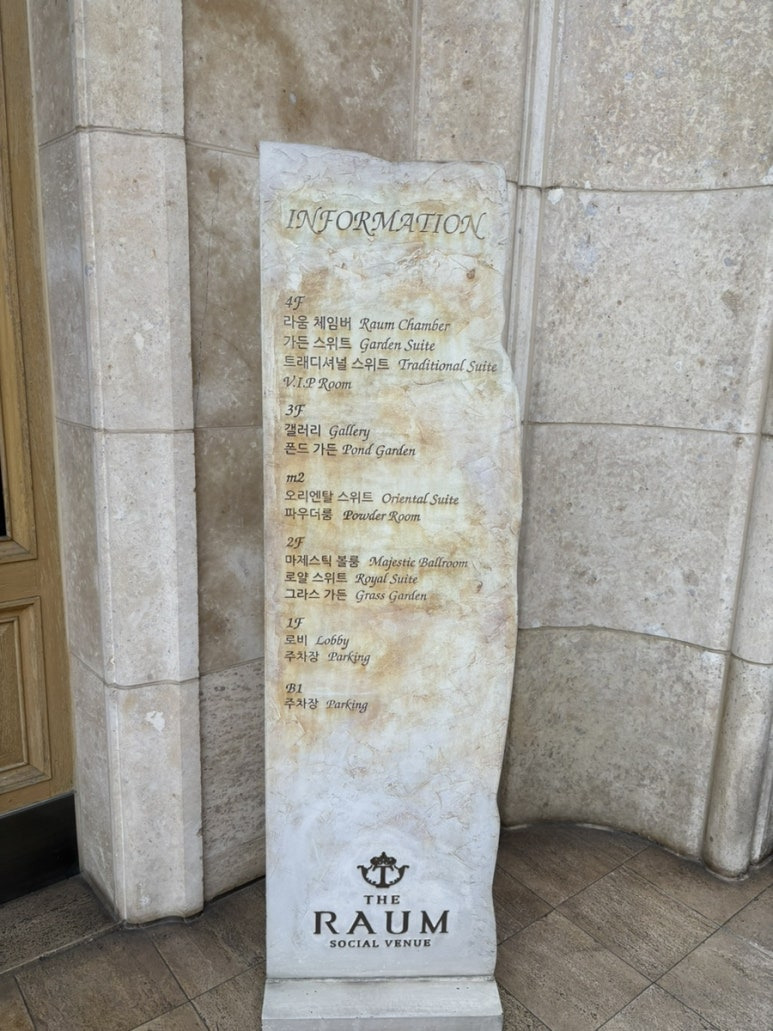 INFORMATION
4F
라움 체임버 Raum Chamber
가든 스위트 Garden Suite
트래디셔널 스위트 Traditional Suite
V.I.P Room
3F
갤러리 Gallery
폰드 가든 Pond Garden
m2
오리엔탈 스위트 Oriental Suite
파우더룸 Powder Room
2F
마제스틱 볼룸 Majestic Ballroom
로얄 스위트 Royal Suite
그라스 가든 Grass Garden
1F
로비 Lobby
주차장 Parking
B1
주차장 Parking
THE
RAUM
SOCIAL VENUE